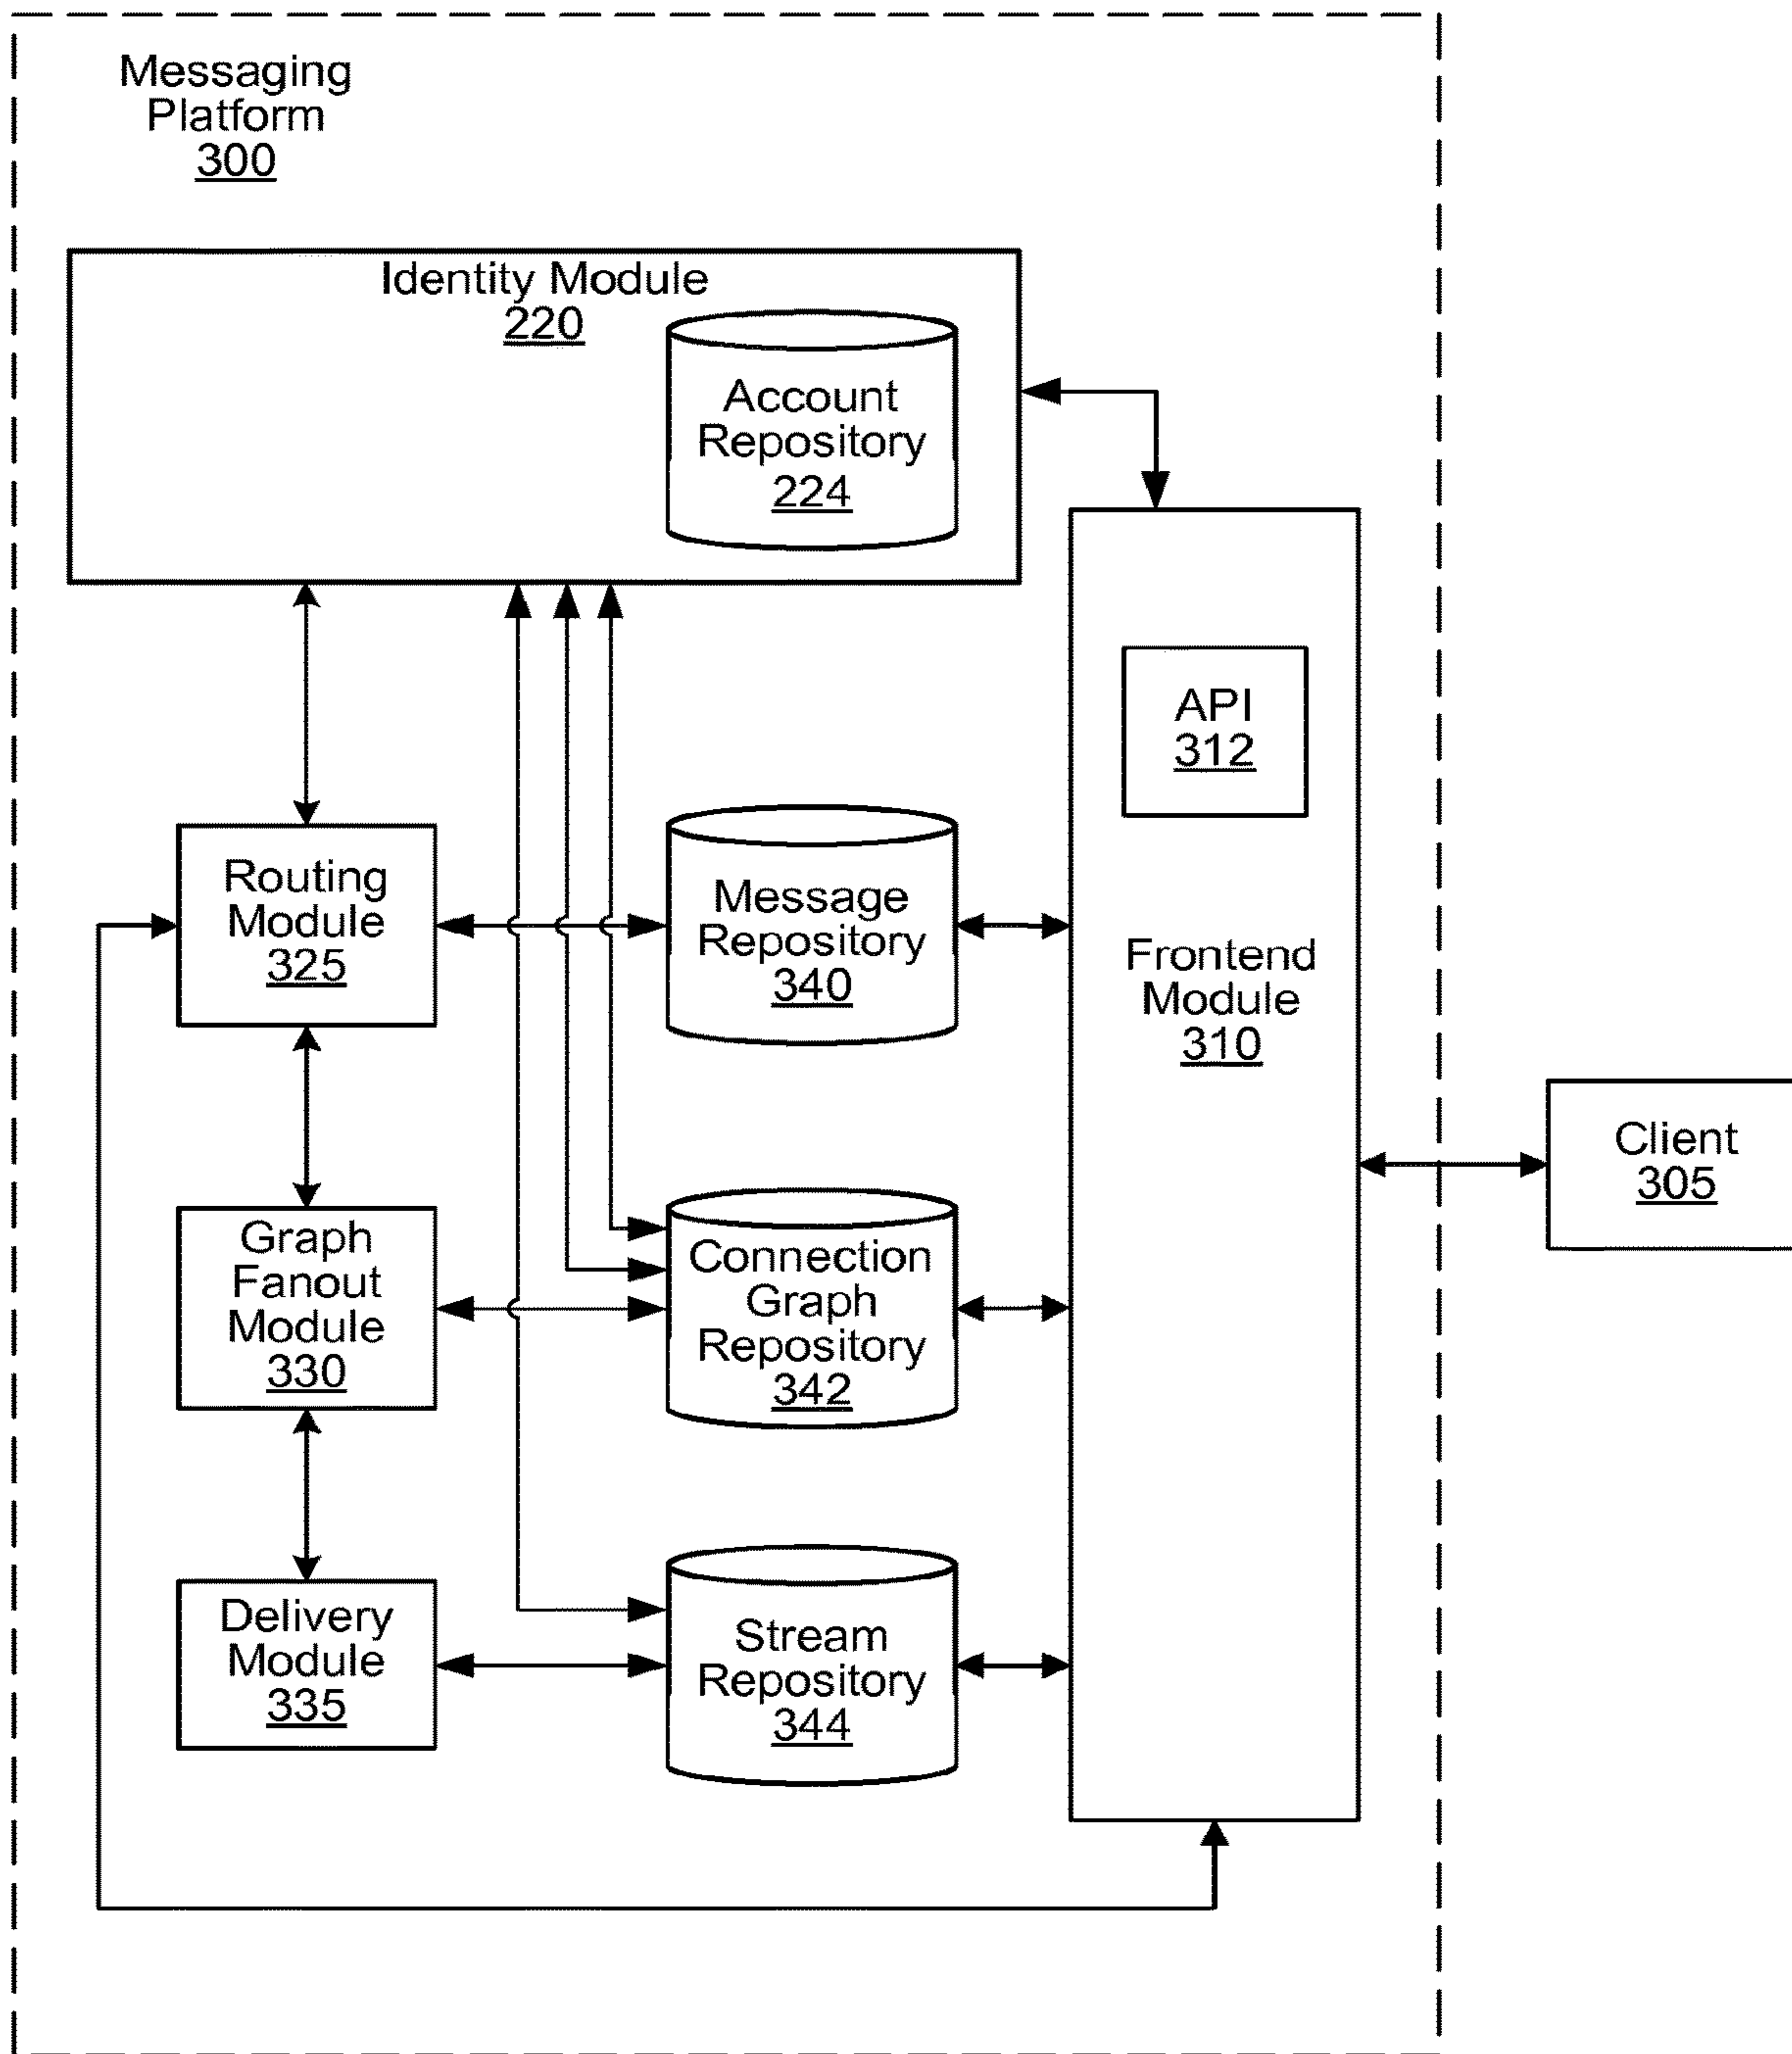 Messaging
Platform
300
Identity Module
220
Account
Repository
224
API
312
Routing
Module
325
Message
Repository
340
Frontend
Module
310
Client
305
Graph
Fanout
Module
330
Connection
Graph
Repository
342
Delivery
Module
335
Stream
Repository
344